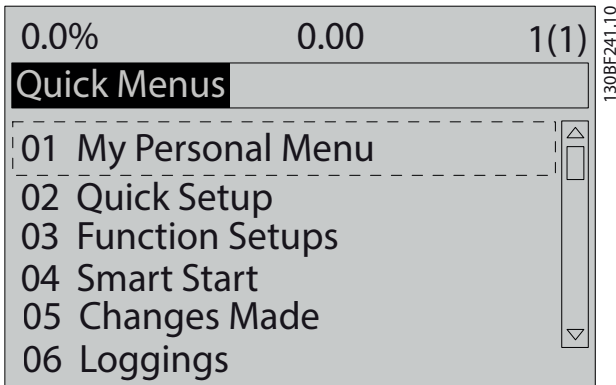 0.0% 0.00 1(1)
Quick Menus
01 My Personal Menu
02 Quick Setup
03 Function Setups
04 Smart Start
05 Changes Made
06 Loggings
130BF241.10